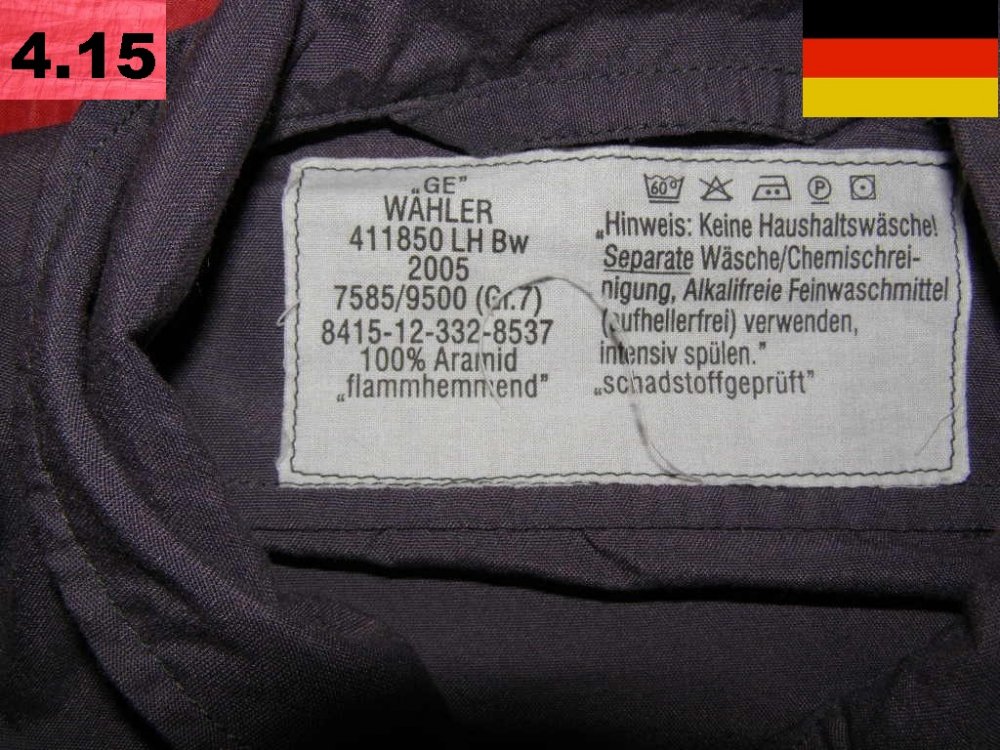 4.15
„GE”
WÄHLER
411850 LH Bw
2005
7585/9500 (Gr.7)
8415-12-332-8537
100% Aramid
„flammhemmend”
60°
P
„Hinweis: Keine Haushaltswäsche!
Separate Wäsche/Chemischrei-
nigung, Alkalifreie Feinwaschmittel
(aufhellerfrei) verwenden,
intensiv spülen.”
„schadstoffgeprüft”